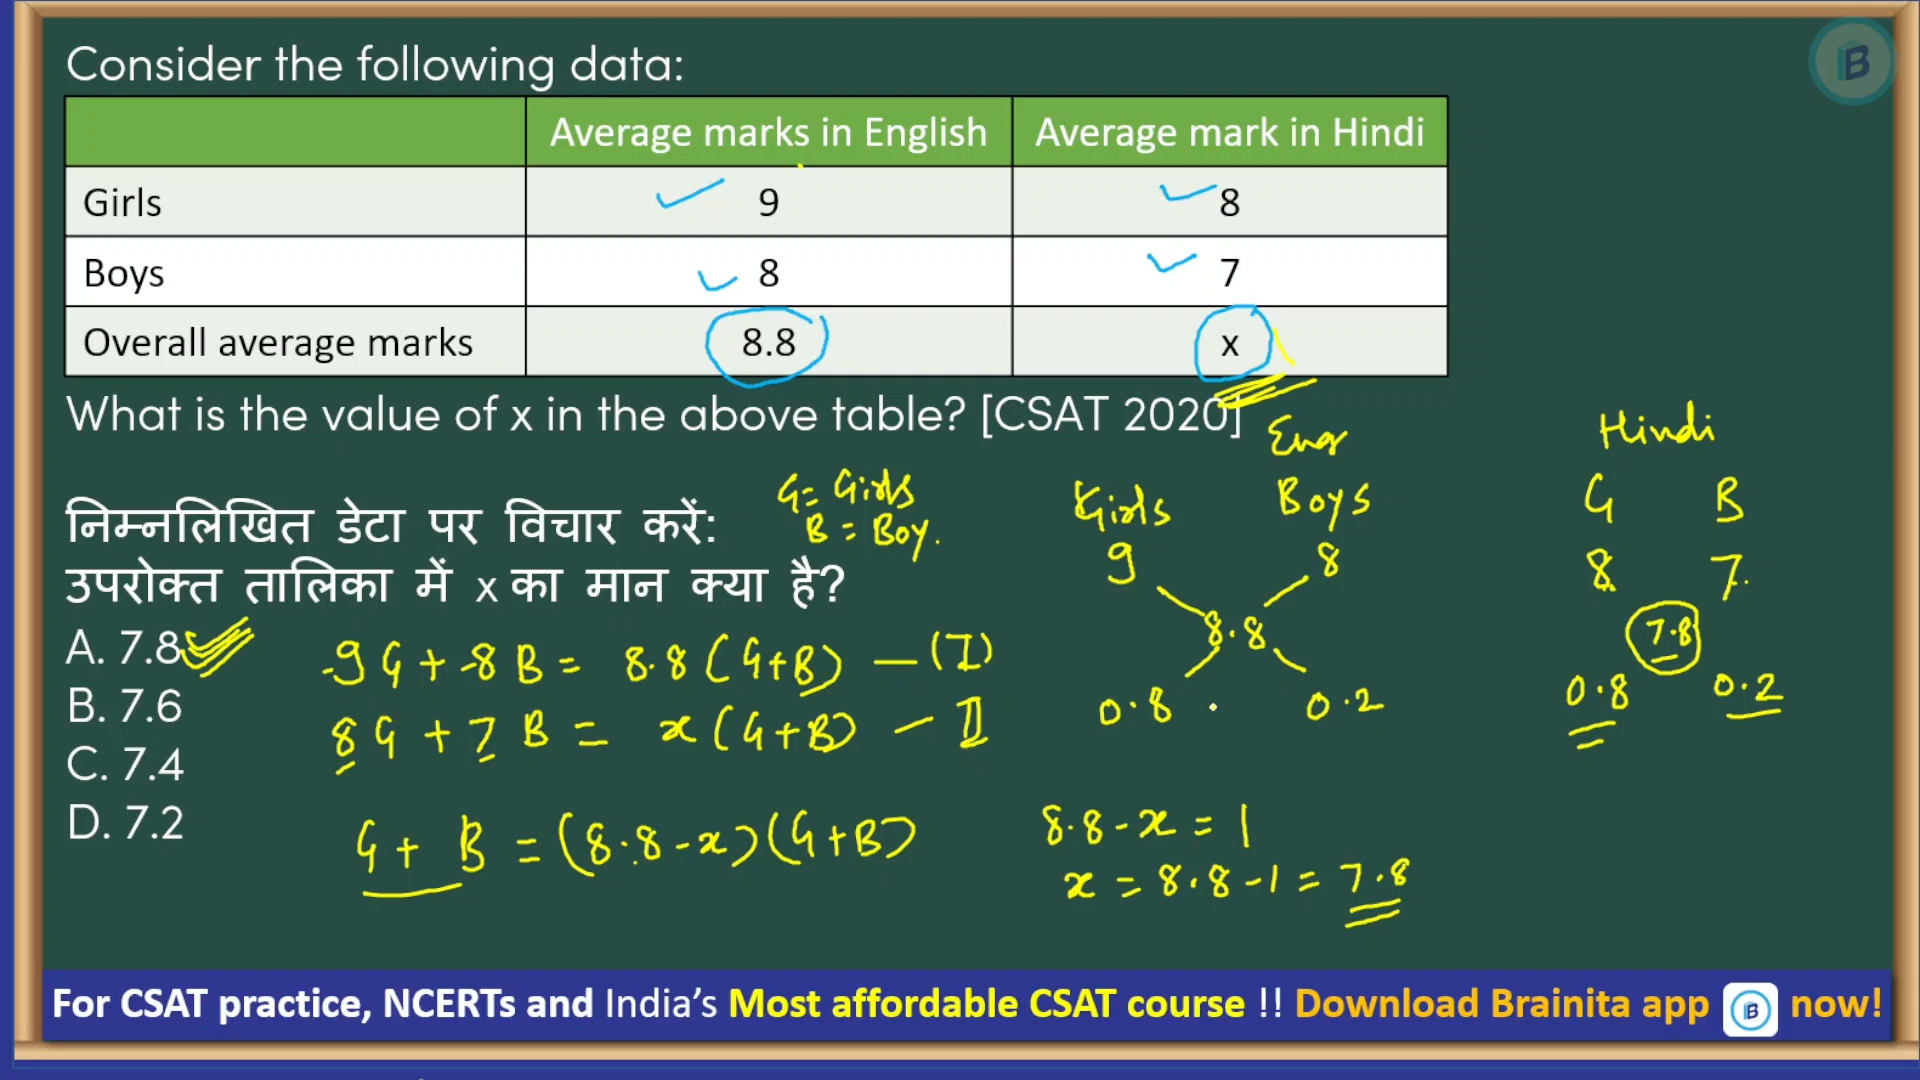 Consider the following data:
Average marks in English Average mark in Hindi
Girls 9 8
Boys 8 7
Overall average marks 8.8 x
What is the value of x in the above table? [CSAT 2020]
निम्नलिखित डेटा पर विचार करें:
उपरोक्त तालिका में x का मान क्या है?
A. 7.8
B. 7.6
C. 7.4
D. 7.2
G = Girls
B = Boy.
-9 G + -8 B = 8.8 (G+B) — (I)
8 G + 7 B = x (G+B) — II
G + B = (8.8 - x) (G+B)
Eng
Girls Boys
9 8
8.8
0.8 0.2
8.8 - x = 1
x = 8.8 - 1 = 7.8
Hindi
G B
8 7.
7.8
0.8 0.2
For CSAT practice, NCERTs and India’s Most affordable CSAT course !! Download Brainita app B now!
B